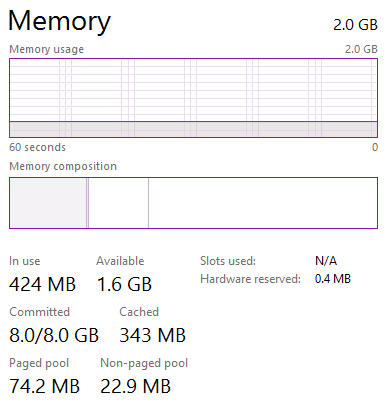 Memory 2.0 GB
Memory usage 2.0 GB
60 seconds 0
Memory composition
In use Available Slots used: N/A
424 MB 1.6 GB Hardware reserved: 0.4 MB
Committed Cached
8.0/8.0 GB 343 MB
Paged pool Non-paged pool
74.2 MB 22.9 MB